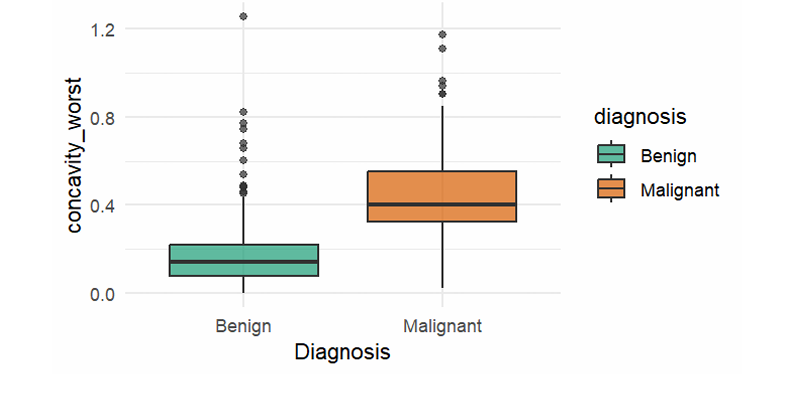 concavity_worst
1.2
0.8
0.4
0.0
Benign
Malignant
Diagnosis
diagnosis
Benign
Malignant